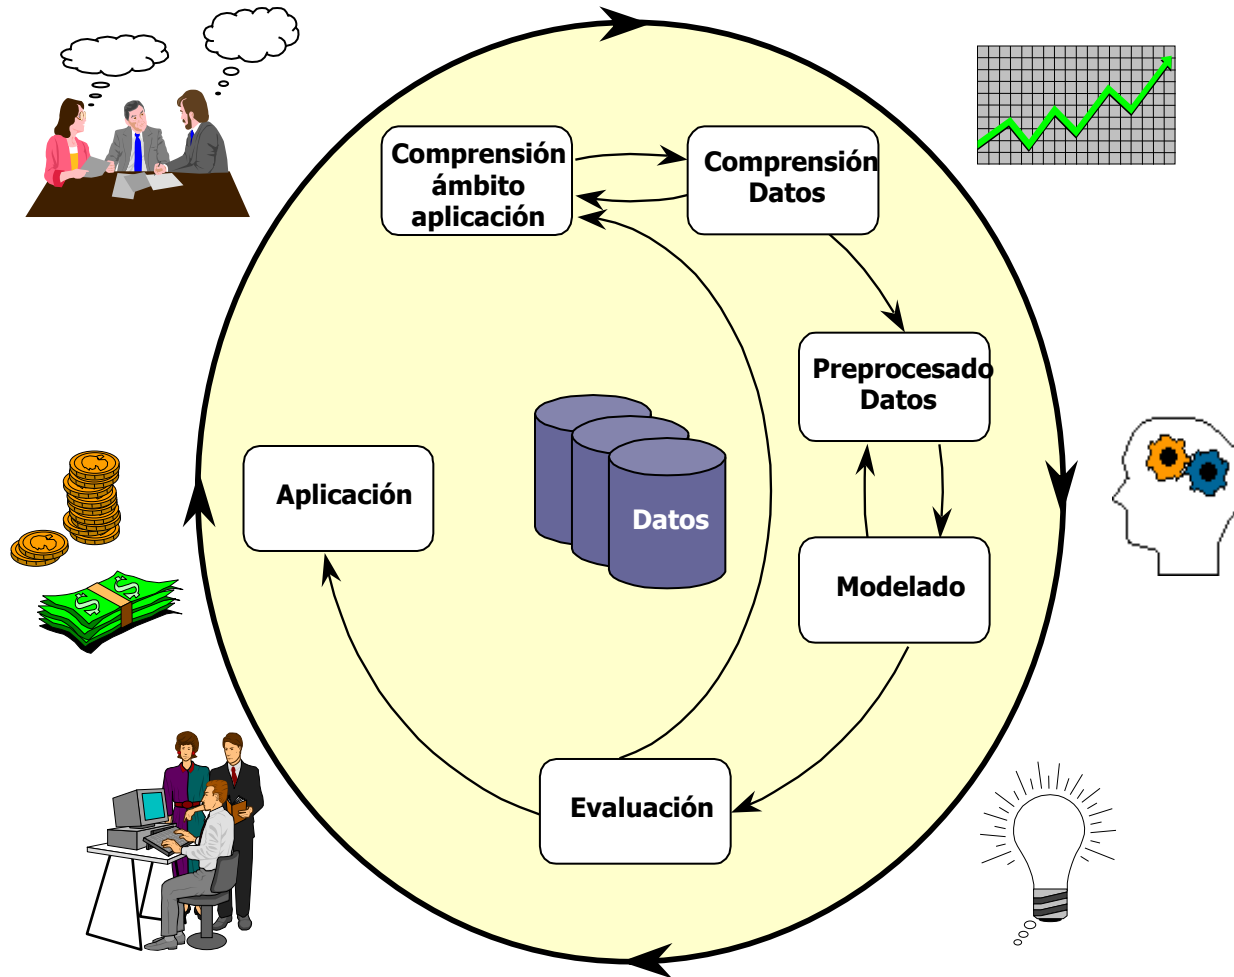 Comprensión
ámbito
aplicación
Comprensión
Datos
Preprocesado
Datos
Aplicación
Datos
Modelado
Evaluación
$
$